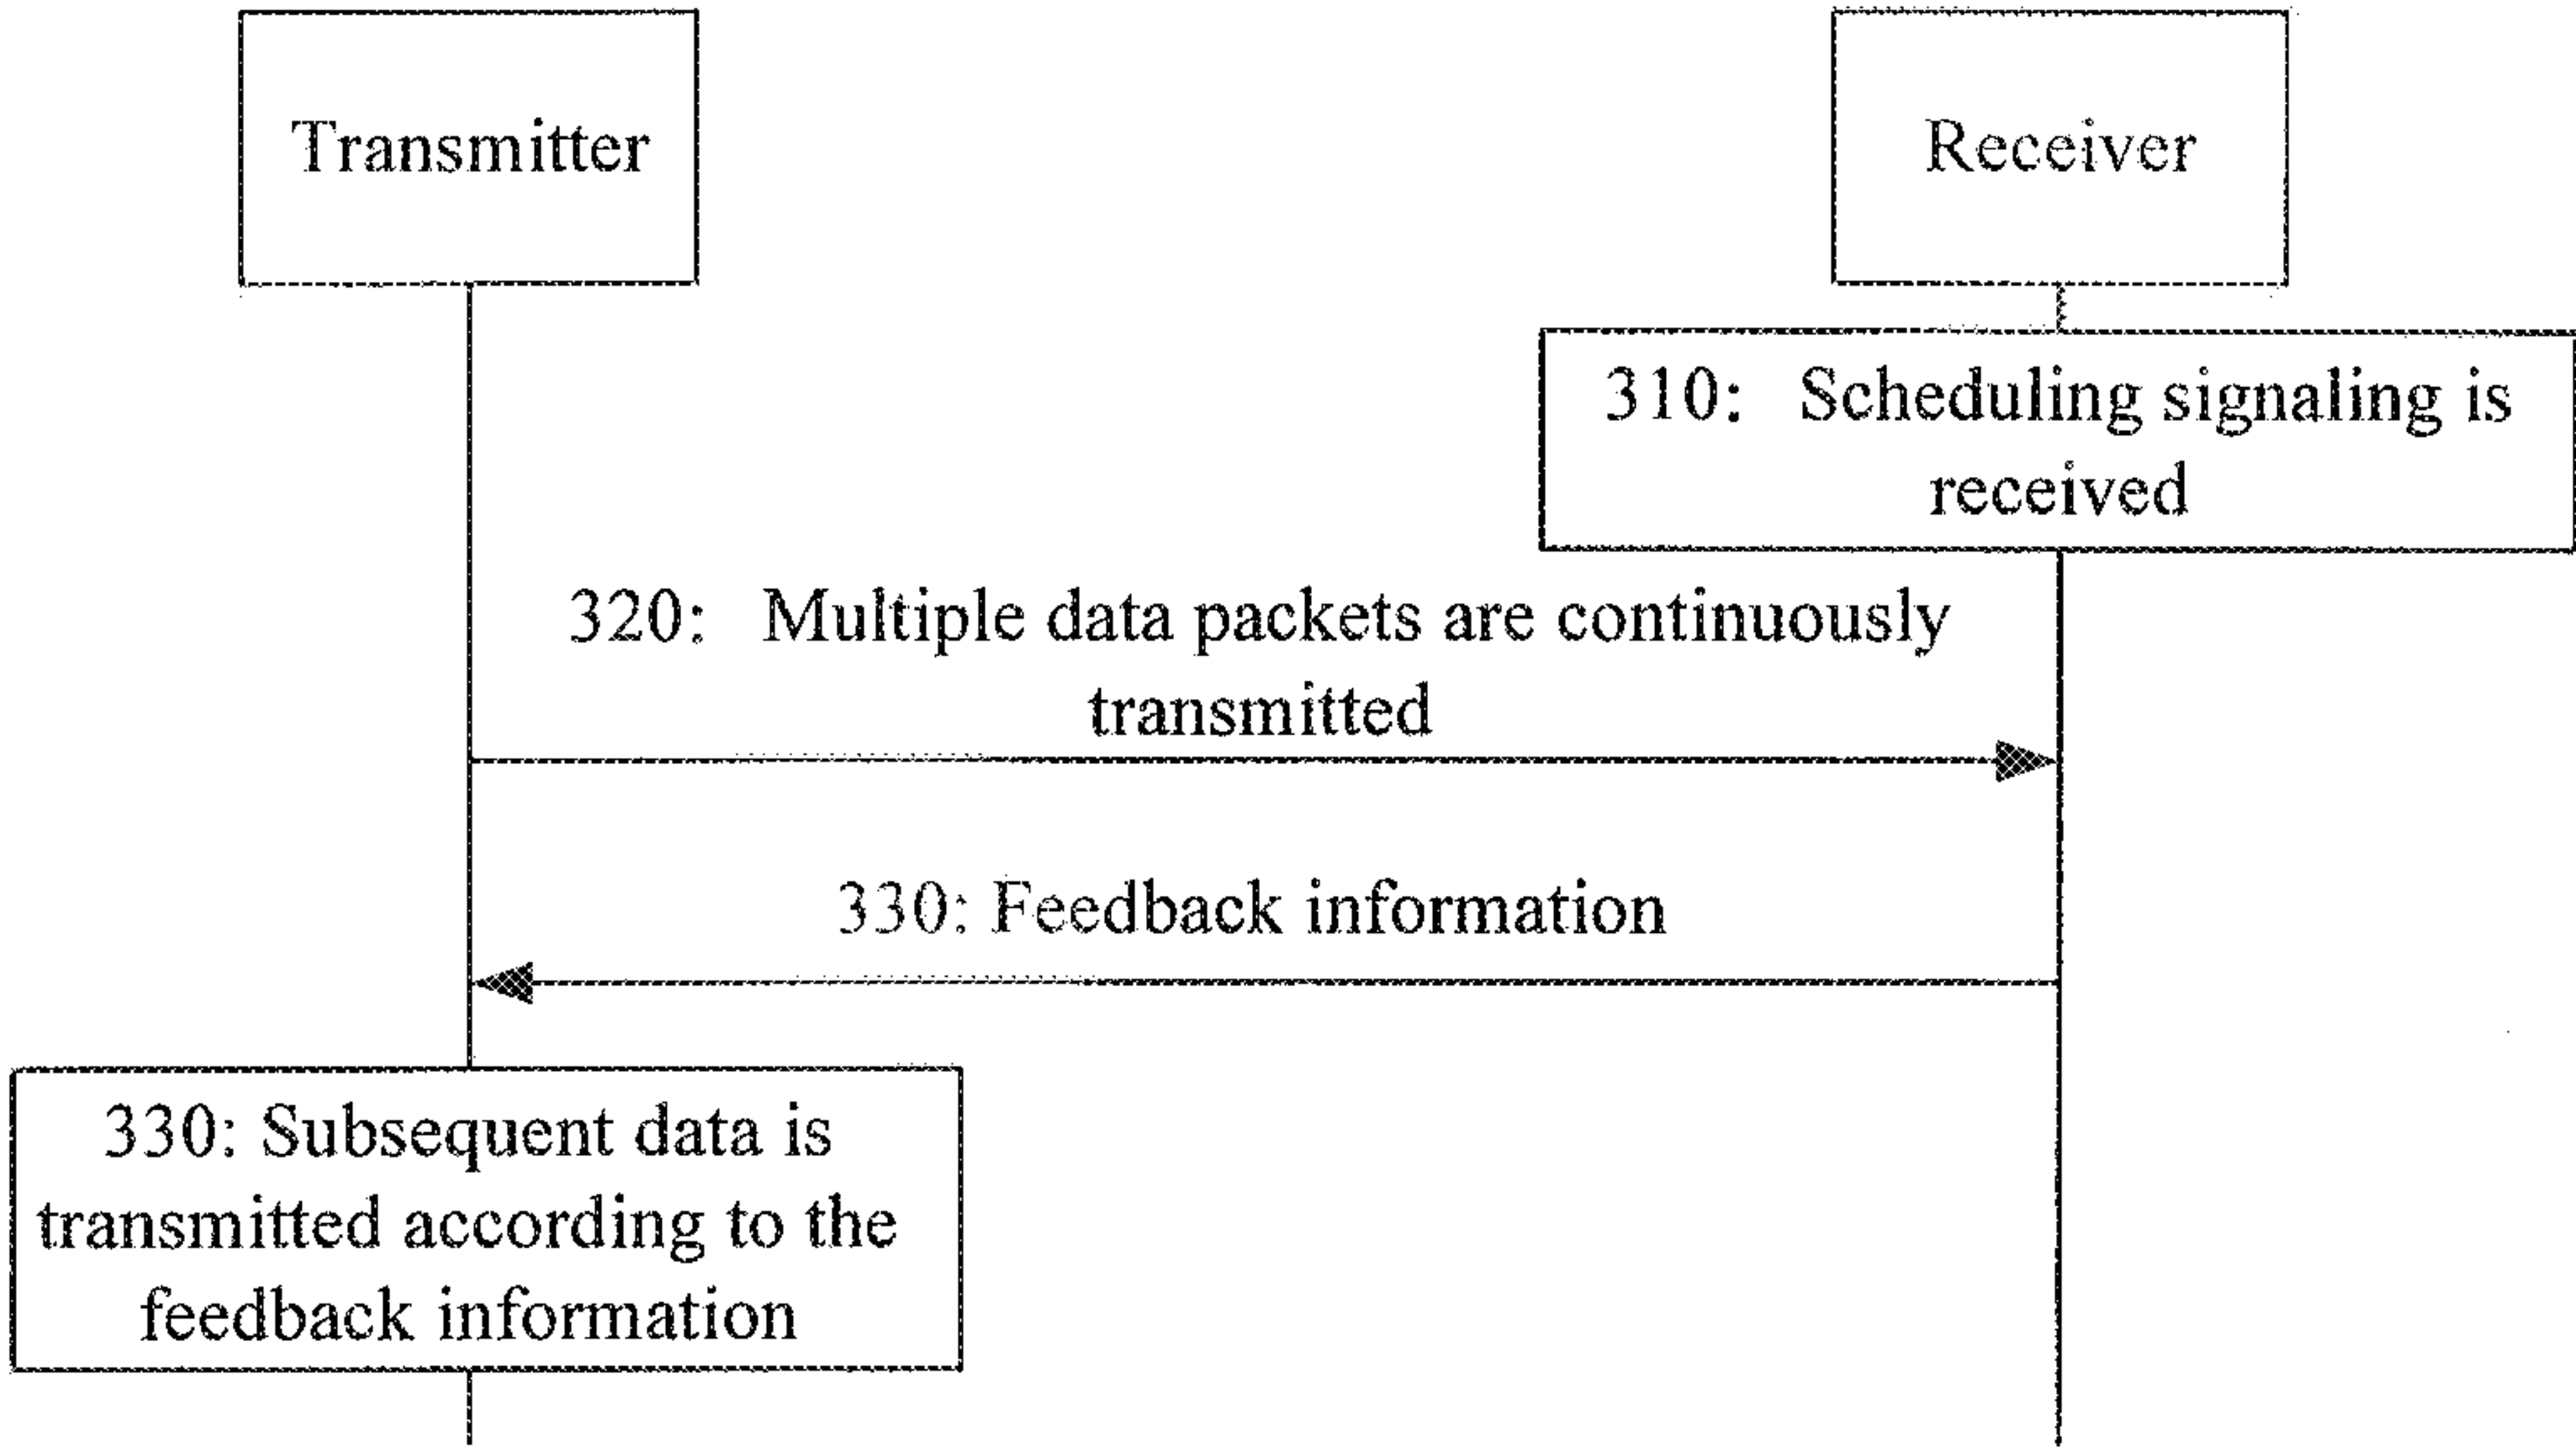 Transmitter
Receiver
310: Scheduling signaling is
received
320: Multiple data packets are continuously
transmitted
330: Feedback information
330: Subsequent data is
transmitted according to the
feedback information